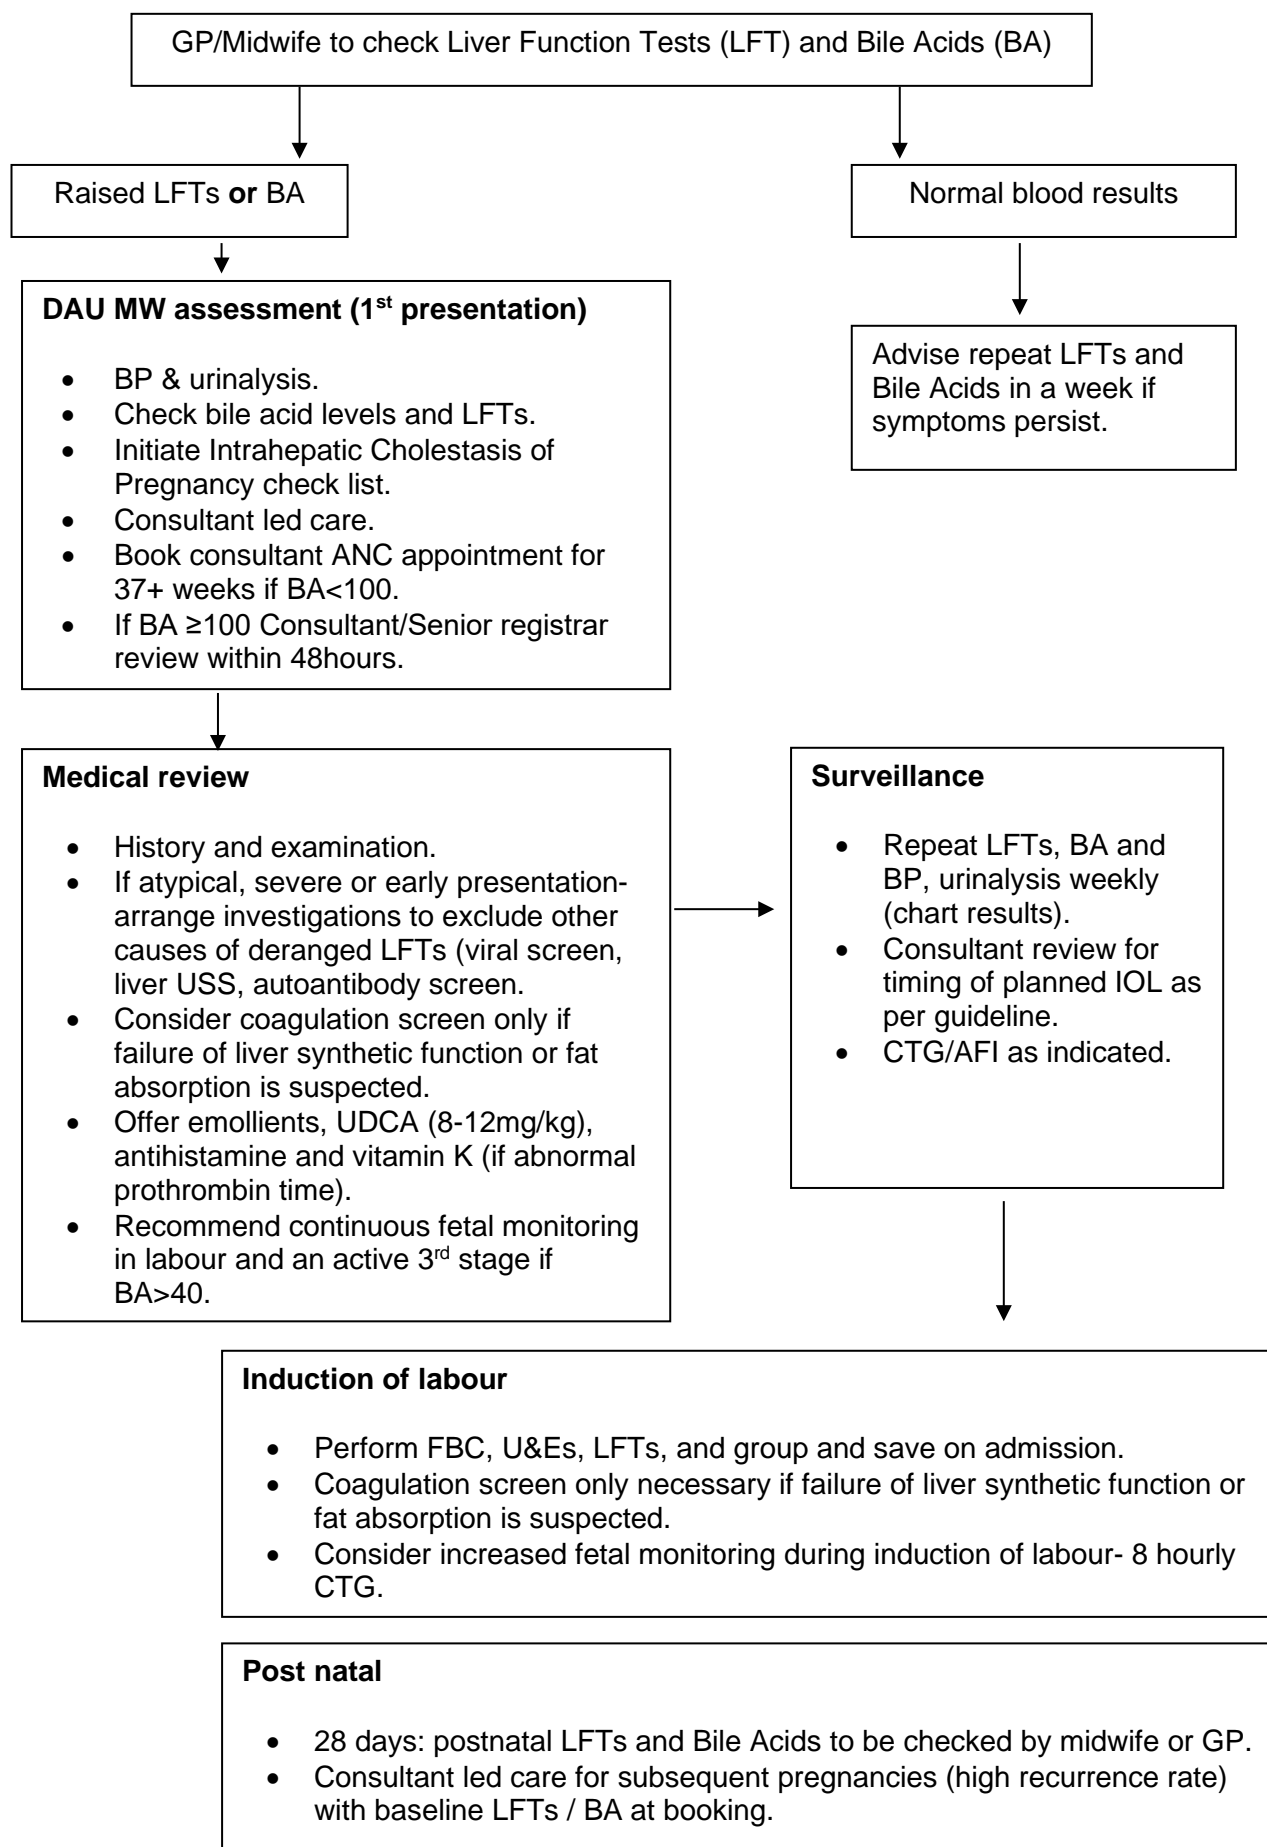 GP/Midwife to check Liver Function Tests (LFT) and Bile Acids (BA)
Raised LFTs or BA
Normal blood results
DAU MW assessment (1st presentation)
• BP & urinalysis.
• Check bile acid levels and LFTs.
• Initiate Intrahepatic Cholestasis of
Pregnancy check list.
• Consultant led care.
• Book consultant ANC appointment for
37+ weeks if BA<100.
• If BA ≥100 Consultant/Senior registrar
review within 48hours.
Advise repeat LFTs and
Bile Acids in a week if
symptoms persist.
Medical review
• History and examination.
• If atypical, severe or early presentation-
arrange investigations to exclude other
causes of deranged LFTs (viral screen,
liver USS, autoantibody screen.
• Consider coagulation screen only if
failure of liver synthetic function or fat
absorption is suspected.
• Offer emollients, UDCA (8-12mg/kg),
antihistamine and vitamin K (if abnormal
prothrombin time).
• Recommend continuous fetal monitoring
in labour and an active 3rd stage if
BA>40.
Surveillance
• Repeat LFTs, BA and
BP, urinalysis weekly
(chart results).
• Consultant review for
timing of planned IOL as
per guideline.
• CTG/AFI as indicated.
Induction of labour
• Perform FBC, U&Es, LFTs, and group and save on admission.
• Coagulation screen only necessary if failure of liver synthetic function or
fat absorption is suspected.
• Consider increased fetal monitoring during induction of labour- 8 hourly
CTG.
Post natal
• 28 days: postnatal LFTs and Bile Acids to be checked by midwife or GP.
• Consultant led care for subsequent pregnancies (high recurrence rate)
with baseline LFTs / BA at booking.